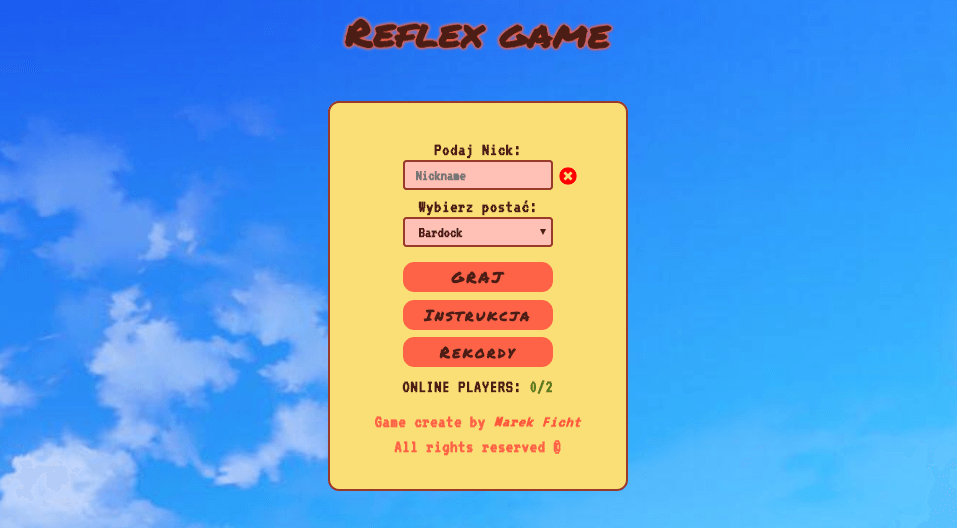 Reflex game
Podaj Nick:
Nickname
Wybierz postać:
Bardock
GRAJ
Instrukcja
Rekordy
ONLINE PLAYERS: 0/2
Game create by Marek Ficht
All rights reserved ©